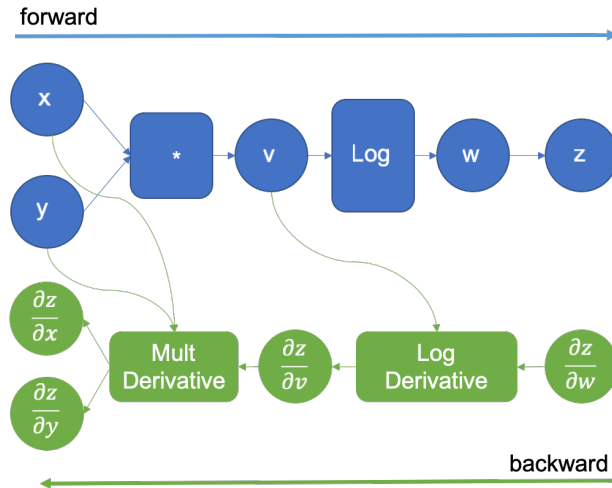 forward
x
*
v
Log
w
z
y
∂z
∂x
Mult
Derivative
∂z
∂v
Log
Derivative
∂z
∂w
∂z
∂y
backward